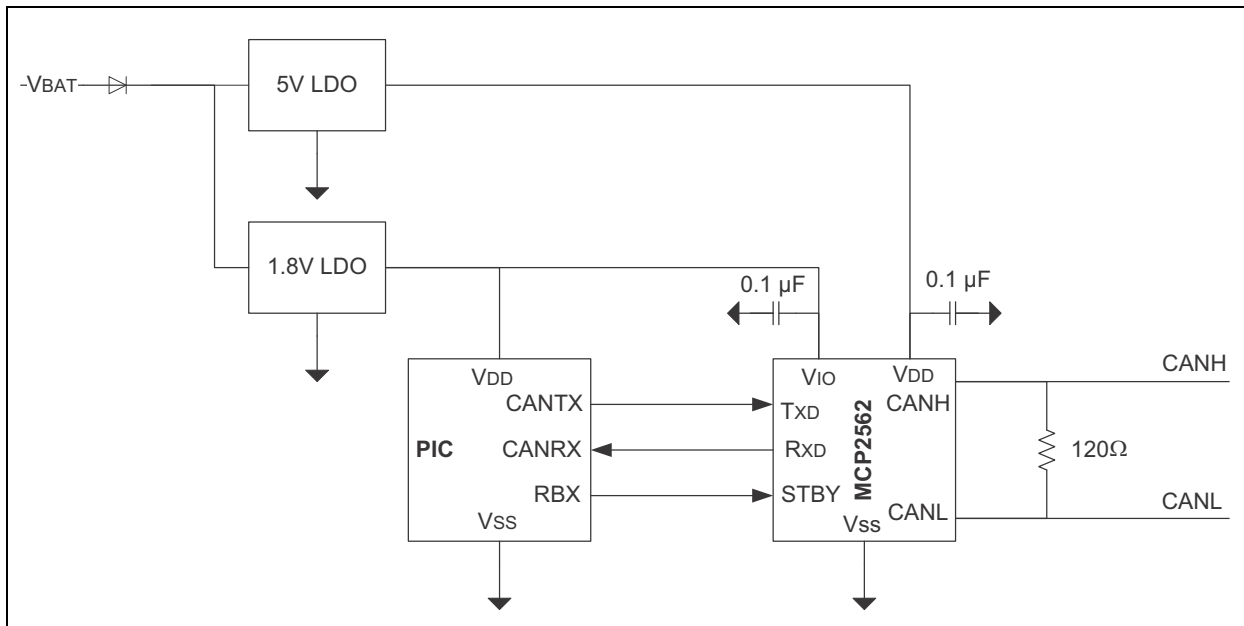 VBAT
5V LDO
1.8V LDO
0.1 µF
0.1 µF
VDD
CANTX
PIC
CANRX
RBX
VSS
VIO
VDD
TXD
CANH
RXD
MCP2562
STBY
Vss
CANL
CANH
120Ω
CANL